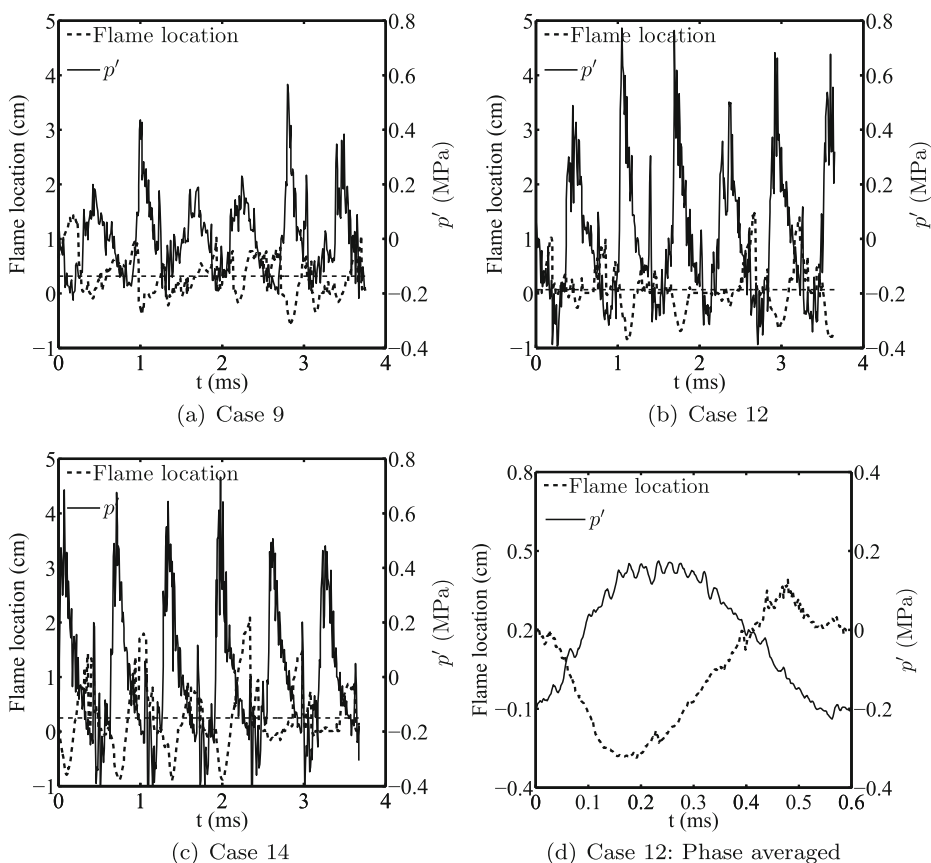 5
4
3
2
1
0
−1
Flame location (cm)
Flame location
p′
0.8
0.6
0.4
0.2
0
−0.2
−0.4
p′ (MPa)
0 1 2 3 4
t (ms)
(a) Case 9
5
4
3
2
1
0
−1
Flame location (cm)
Flame location
p′
0.8
0.6
0.4
0.2
0
−0.2
−0.4
p′ (MPa)
0 1 2 3 4
t (ms)
(b) Case 12
5
4
3
2
1
0
−1
Flame location (cm)
Flame location
p′
0.8
0.6
0.4
0.2
0
−0.2
−0.4
p′ (MPa)
0 1 2 3 4
t (ms)
(c) Case 14
0.8
0.5
0.2
−0.1
−0.4
Flame location (cm)
Flame location
p′
0.4
0.2
0
−0.2
−0.4
p′ (MPa)
0 0.1 0.2 0.3 0.4 0.5 0.6
t (ms)
(d) Case 12: Phase averaged